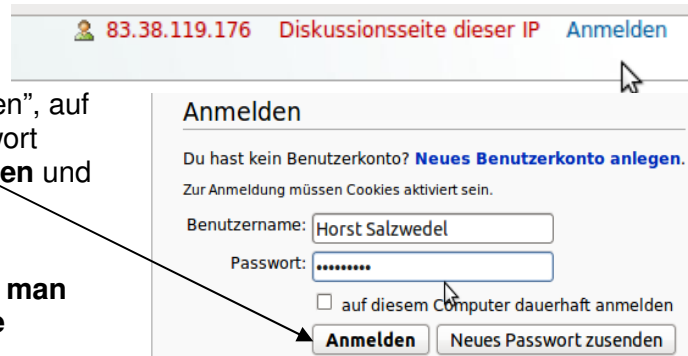 83.38.119.176 Diskussionsseite dieser IP Anmelden
en”, auf
wort
en und
man
e
Anmelden
Du hast kein Benutzerkonto? Neues Benutzerkonto anlegen.
Zur Anmeldung müssen Cookies aktiviert sein.
Benutzername: Horst Salzwedel
Passwort: •••••••••
auf diesem Computer dauerhaft anmelden
Anmelden Neues Passwort zusenden